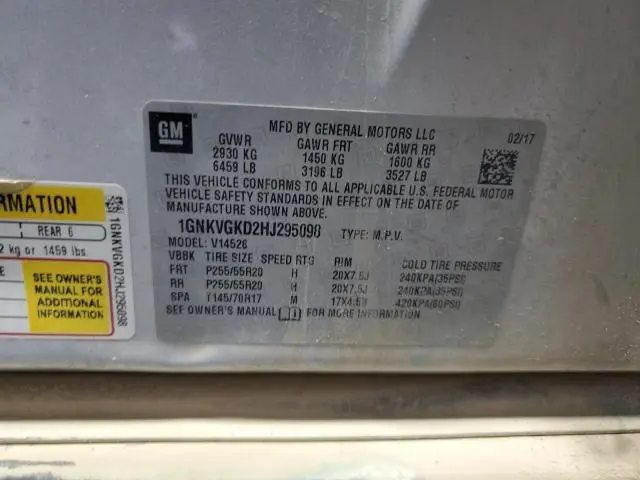 GM
MFD BY GENERAL MOTORS LLC
02/17
GVWR GAWR FRT GAWR RR
2930 KG 1450 KG 1600 KG
6459 LB 3196 LB 3527 LB
THIS VEHICLE CONFORMS TO ALL APPLICABLE U.S. FEDERAL MOTOR
VEHICLE SAFETY STANDARDS IN EFFECT ON THE DATE OF
MANUFACTURE SHOWN ABOVE.
1GNKVGKD2HJ295098 TYPE: M.P.V.
MODEL: V14526
VBBK TIRE SIZE SPEED RTG RIM COLD TIRE PRESSURE
FRT P255/55R20 H 20X7.5J 240KPA(35PSI)
RR P255/55R20 H 20X7.5J 240KPA(35PSI)
SPA T145/70R17 M 17X4.5B 420KPA(60PSI)
SEE OWNER'S MANUAL FOR MORE INFORMATION
RMATION
REAR 6
2 kg or 1459 lbs.
SEE OWNER'S
MANUAL FOR
ADDITIONAL
INFORMATION
1GNKVGKD2HJ295098